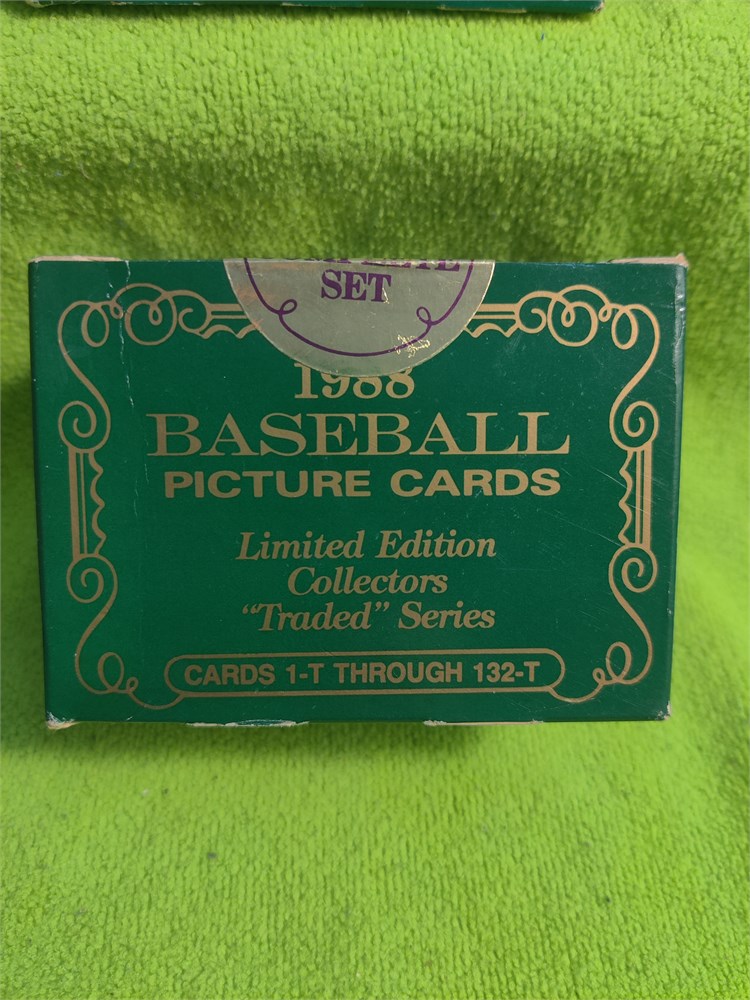 SET
1988
BASEBALL
PICTURE CARDS
Limited Edition
Collectors
"Traded" Series
CARDS 1-T THROUGH 132-T